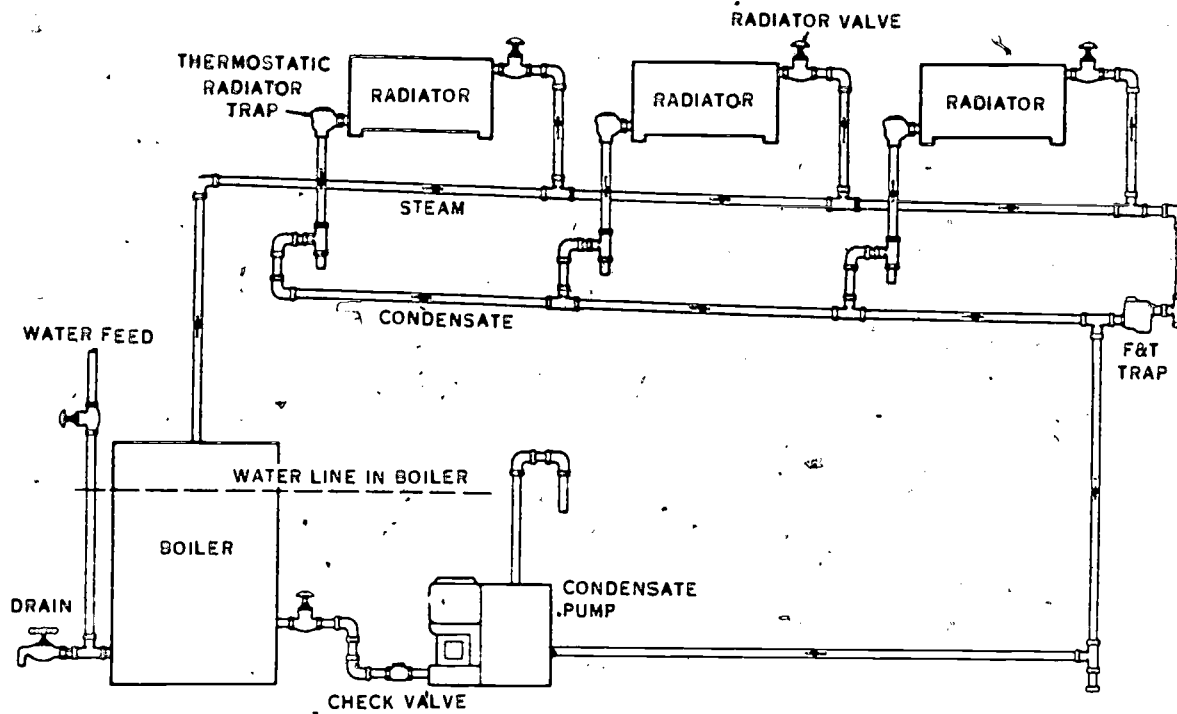 RADIATOR VALVE
THERMOSTATIC
RADIATOR
TRAP
RADIATOR
RADIATOR
RADIATOR
STEAM
CONDENSATE
WATER FEED
F&T
TRAP
WATER LINE IN BOILER
BOILER
CONDENSATE
PUMP
DRAIN
CHECK VALVE